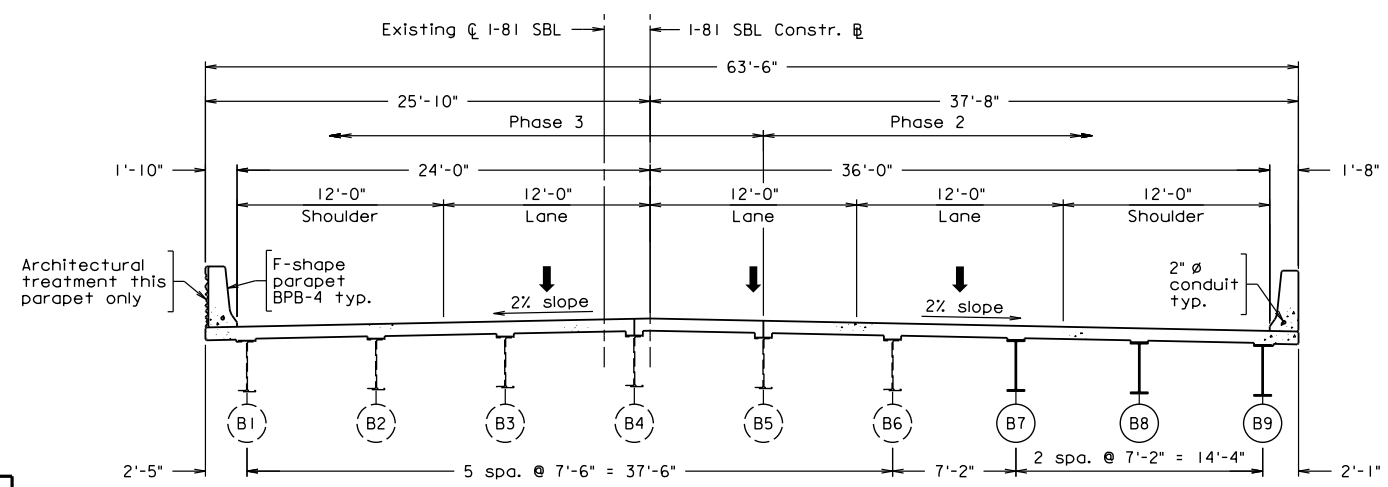 Existing ℄ I-81 SBL
I-81 SBL Constr. B
63'-6"
25'-10"
37'-8"
Phase 3
Phase 2
1'-10"
24'-0"
36'-0"
1'-8"
12'-0"
Shoulder
12'-0"
Lane
12'-0"
Lane
12'-0"
Lane
12'-0"
Shoulder
Architectural
treatment this
parapet only
F-shape
parapet
BPB-4 typ.
2% slope
2% slope
2" ø
conduit
typ.
B1
B2
B3
B4
B5
B6
B7
B8
B9
2'-5"
5 spa. @ 7'-6" = 37'-6"
7'-2"
2 spa. @ 7'-2" = 14'-4"
2'-1"